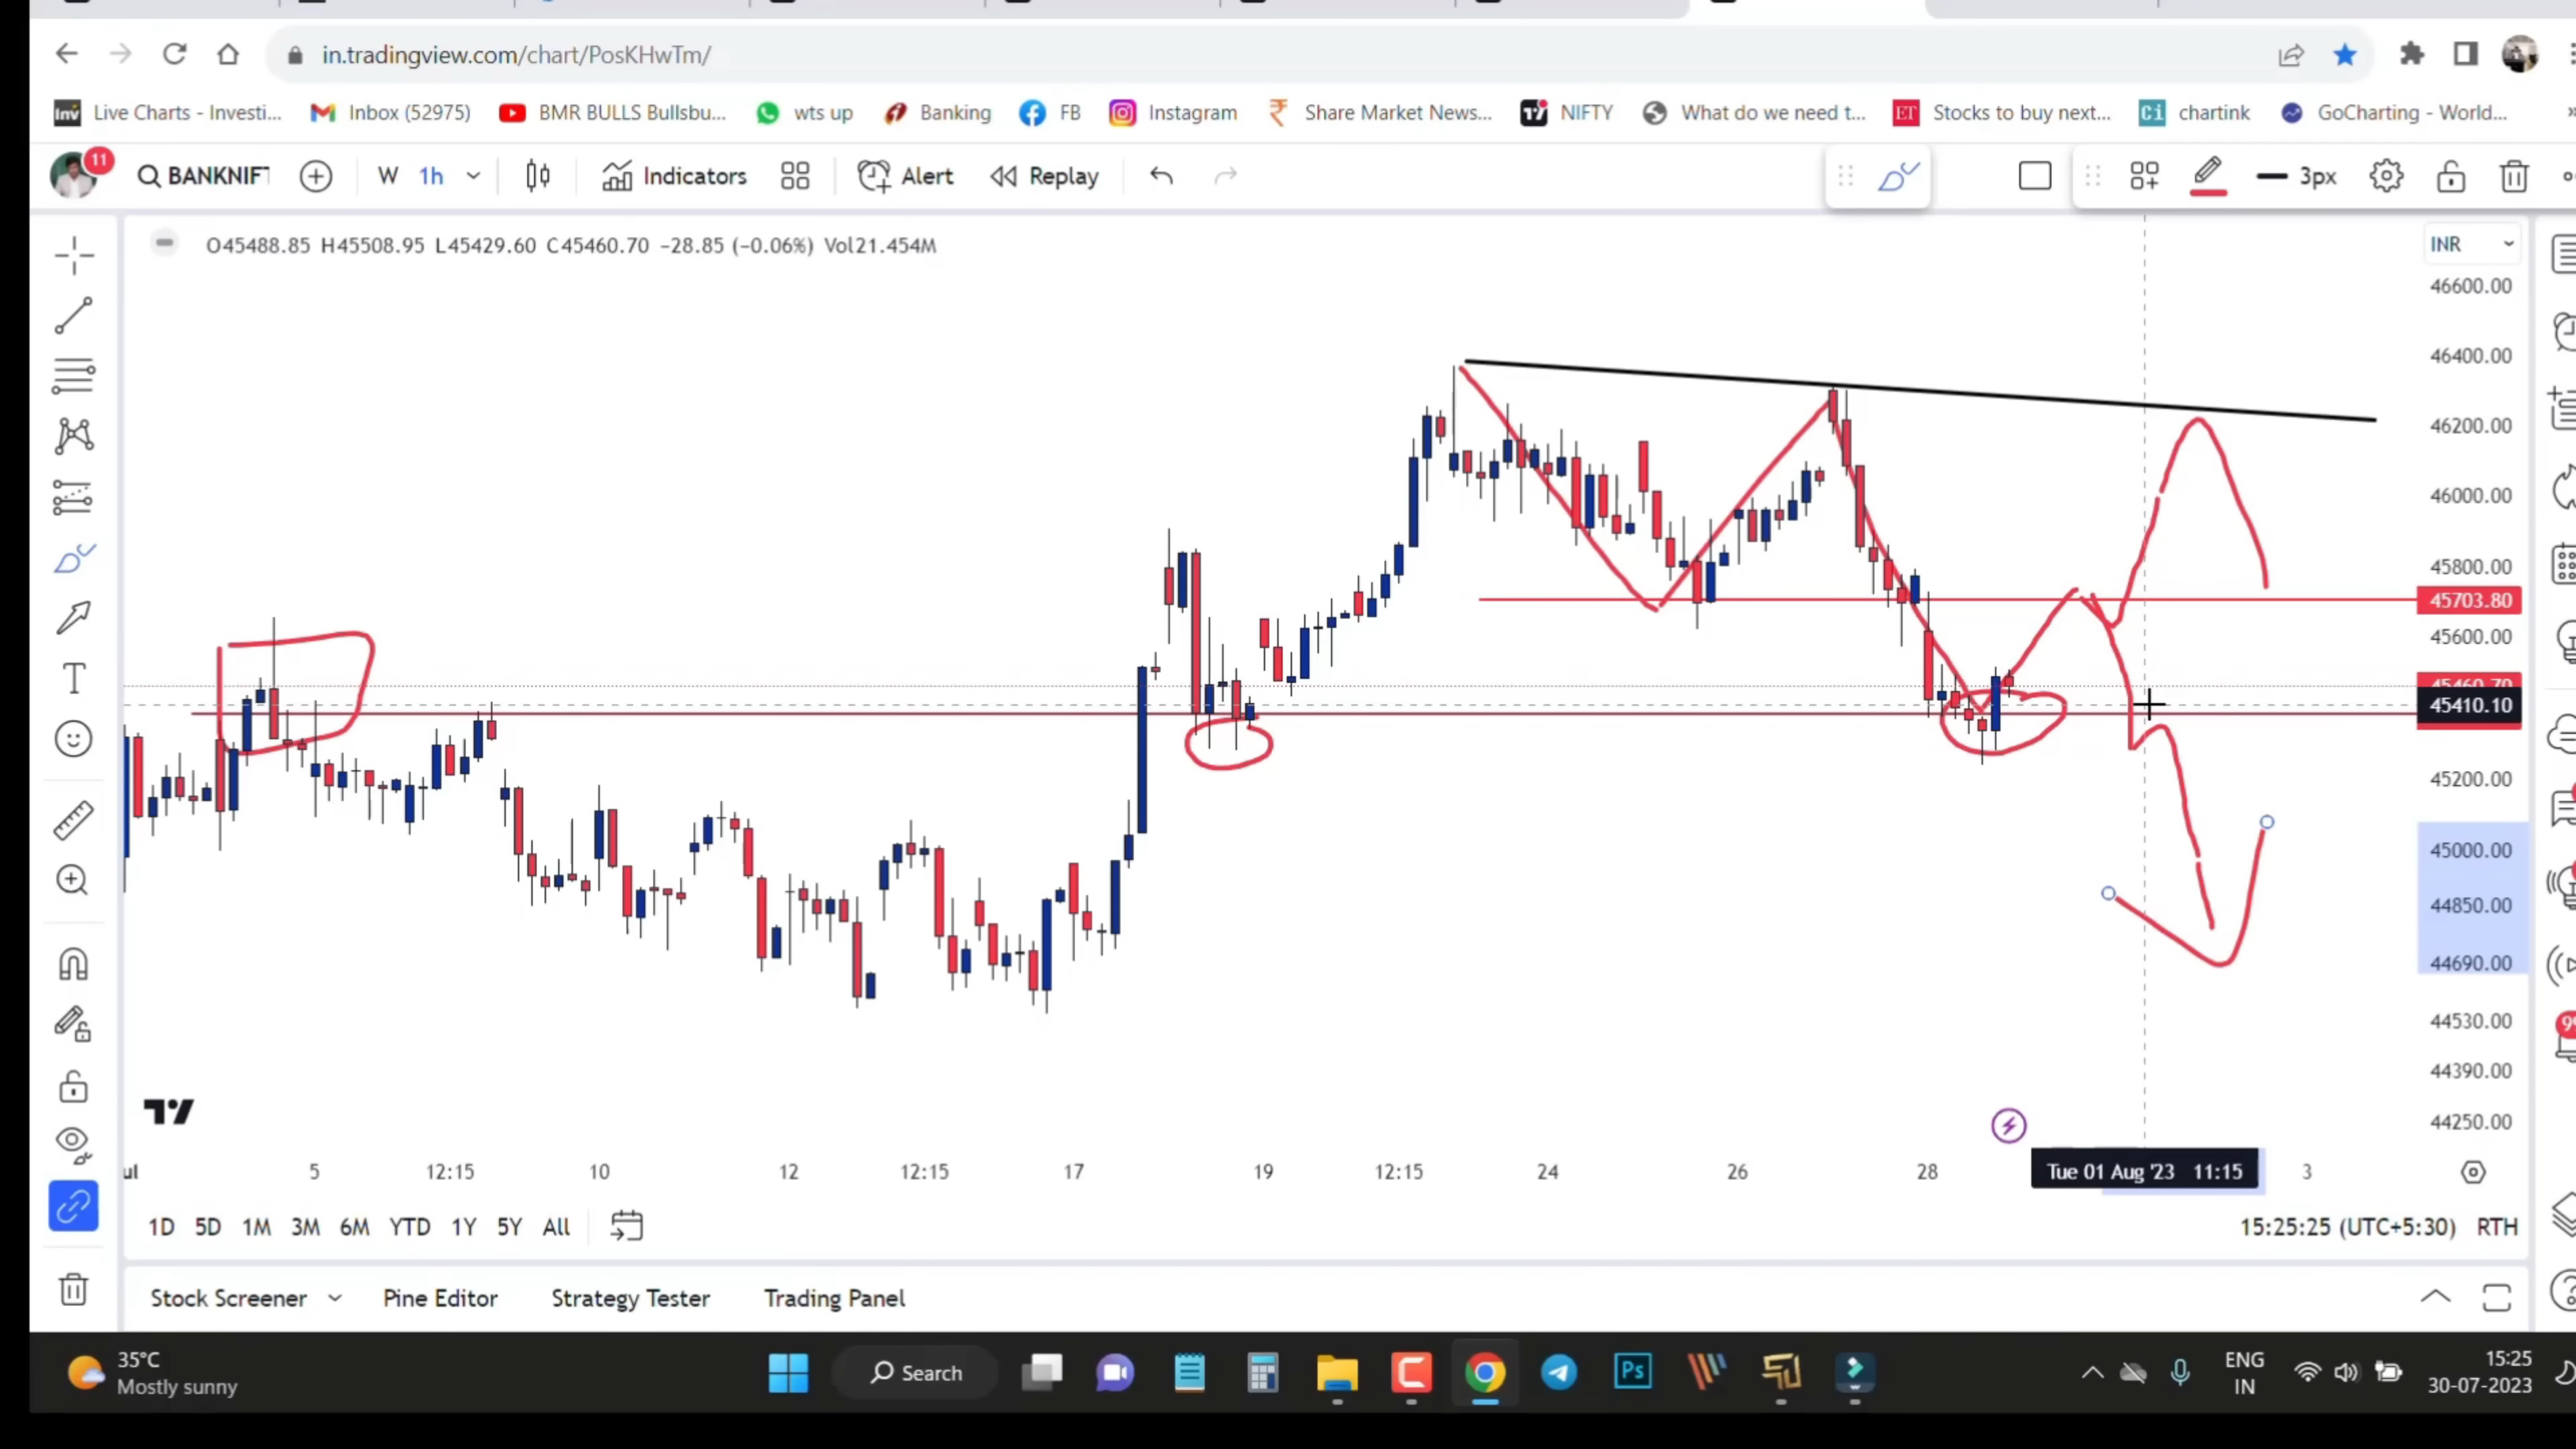 in.tradingview.com/chart/PosKHwTm/
Live Charts - Investi... Inbox (52975) BMR BULLS Bullsbu... wts up Banking FB Instagram Share Market News... NIFTY What do we need t... ET Stocks to buy next... Ci chartink GoCharting - World...
11 BANKNIF W 1h Indicators Alert Replay 3px
O45488.85 H45508.95 L45429.60 C45460.70 −28.85 (−0.06%) Vol21.454M
INR
46600.00
46400.00
46200.00
46000.00
45800.00
45703.80
45600.00
45460.70
45410.10
45200.00
45000.00
44850.00
44690.00
44530.00
44390.00
44250.00
5 12:15 10 12 12:15 17 19 12:15 24 26 28 Tue 01 Aug '23 11:15 3
1D 5D 1M 3M 6M YTD 1Y 5Y All 15:25:25 (UTC+5:30) RTH
Stock Screener Pine Editor Strategy Tester Trading Panel
35°C
Mostly sunny
Search
Ps
ENG
IN
15:25
30-07-2023